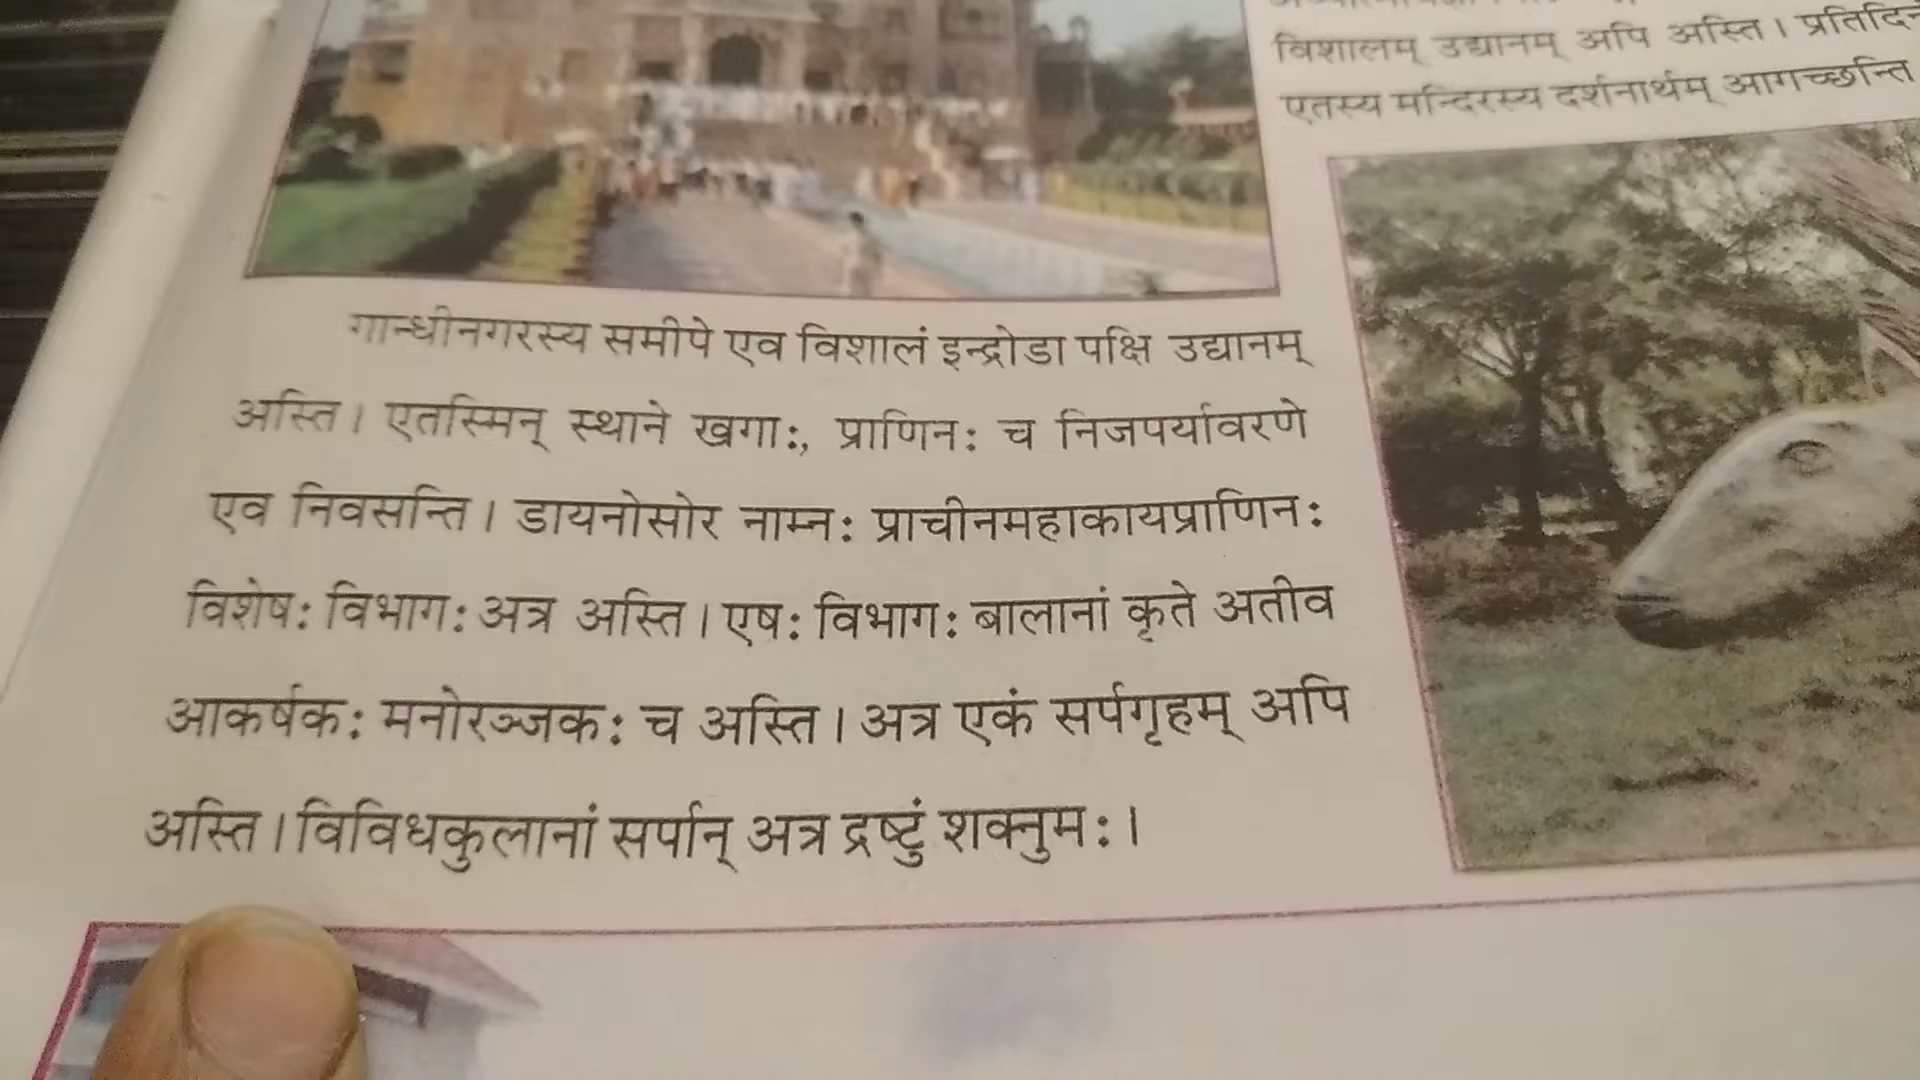 विशालम् उद्यानम् अपि अस्ति। प्रतिदिनं
एतस्य मन्दिरस्य दर्शनार्थम् आगच्छन्ति
गान्धीनगरस्य समीपे एव विशालं इन्द्रोडा पक्षि उद्यानम्
अस्ति। एतस्मिन् स्थाने खगाः, प्राणिनः च निजपर्यावरणे
एव निवसन्ति। डायनोसोर नाम्नः प्राचीनमहाकायप्राणिनः
विशेषः विभागः अत्र अस्ति। एषः विभागः बालानां कृते अतीव
आकर्षकः मनोरञ्जकः च अस्ति। अत्र एकं सर्पगृहम् अपि
अस्ति। विविधकुलानां सर्पान् अत्र द्रष्टुं शक्नुमः।